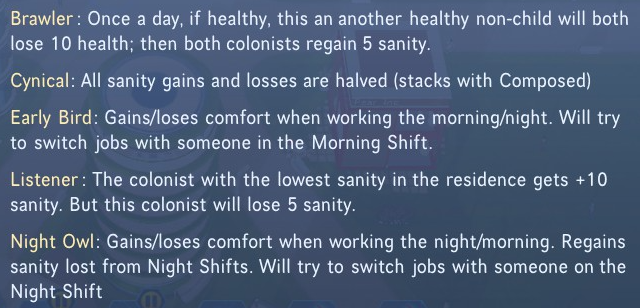 Brawler: Once a day, if healthy, this an another healthy non-child will both
lose 10 health; then both colonists regain 5 sanity.
Cynical: All sanity gains and losses are halved (stacks with Composed)
Early Bird: Gains/loses comfort when working the morning/night. Will try
to switch jobs with someone in the Morning Shift.
Listener: The colonist with the lowest sanity in the residence gets +10
sanity. But this colonist will lose 5 sanity.
Night Owl: Gains/loses comfort when working the night/morning. Regains
sanity lost from Night Shifts. Will try to switch jobs with someone on the
Night Shift